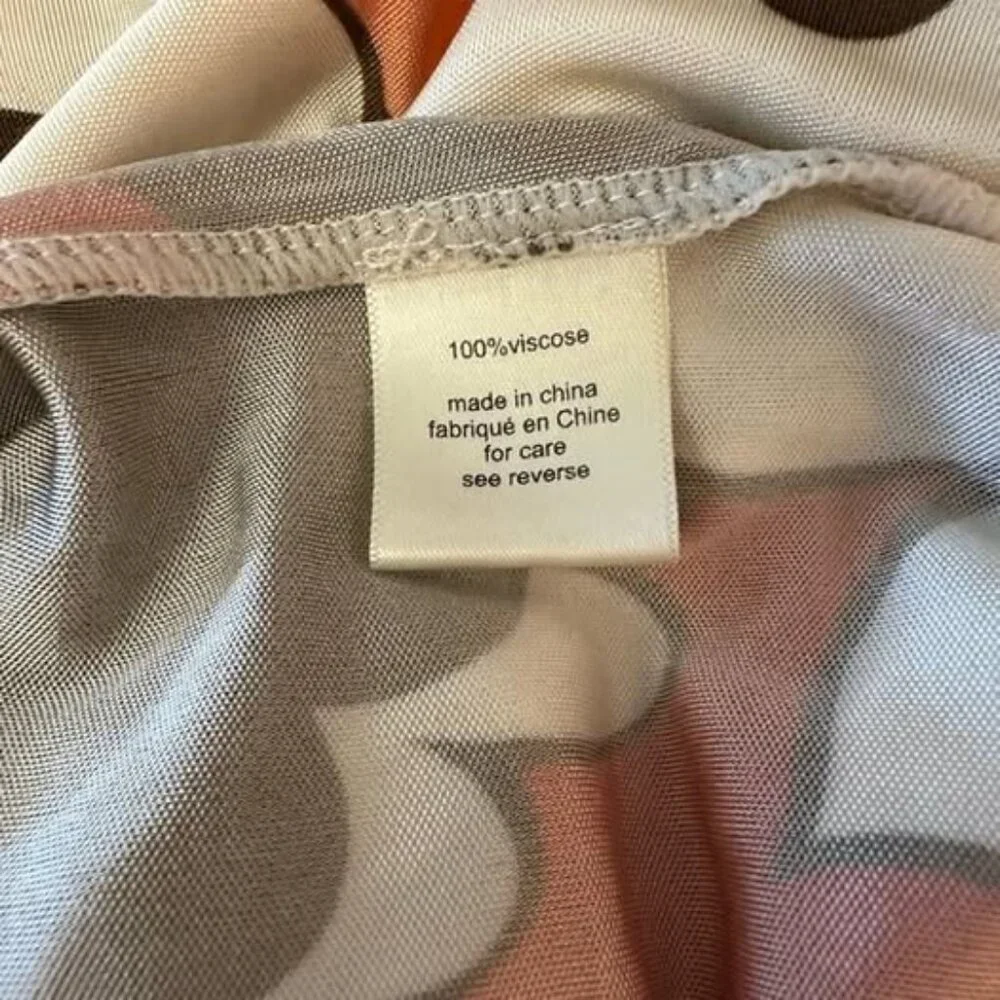 100%viscose
made in china
fabriqué en Chine
for care
see reverse